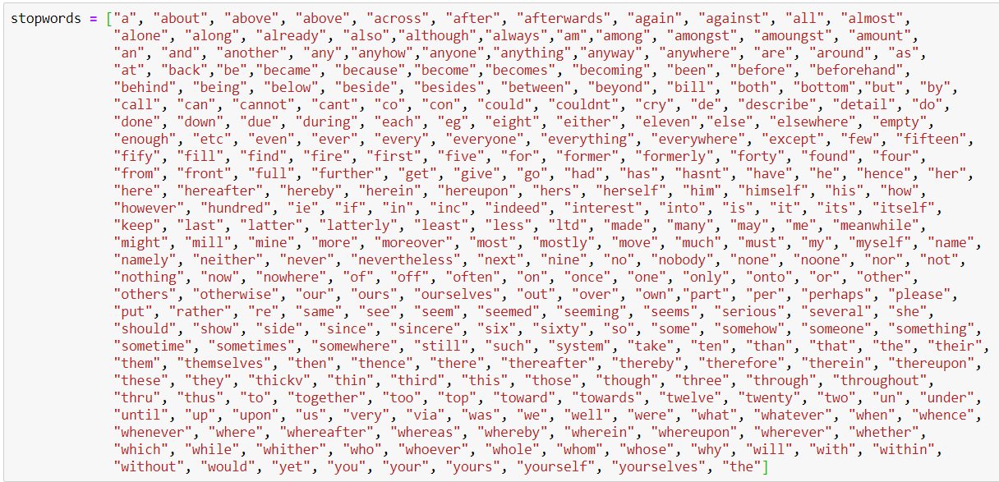 stopwords = ["a", "about", "above", "above", "across", "after", "afterwards", "again", "against", "all", "almost",
"alone", "along", "already", "also","although","always","am","among", "amongst", "amoungst", "amount",
"an", "and", "another", "any","anyhow","anyone","anything","anyway", "anywhere", "are", "around", "as",
"at", "back","be","became", "because","become","becomes", "becoming", "been", "before", "beforehand",
"behind", "being", "below", "beside", "besides", "between", "beyond", "bill", "both", "bottom","but", "by",
"call", "can", "cannot", "cant", "co", "con", "could", "couldnt", "cry", "de", "describe", "detail", "do",
"done", "down", "due", "during", "each", "eg", "eight", "either", "eleven","else", "elsewhere", "empty",
"enough", "etc", "even", "ever", "every", "everyone", "everything", "everywhere", "except", "few", "fifteen",
"fify", "fill", "find", "fire", "first", "five", "for", "former", "formerly", "forty", "found", "four",
"from", "front", "full", "further", "get", "give", "go", "had", "has", "hasnt", "have", "he", "hence", "her",
"here", "hereafter", "hereby", "herein", "hereupon", "hers", "herself", "him", "himself", "his", "how",
"however", "hundred", "ie", "if", "in", "inc", "indeed", "interest", "into", "is", "it", "its", "itself",
"keep", "last", "latter", "latterly", "least", "less", "ltd", "made", "many", "may", "me", "meanwhile",
"might", "mill", "mine", "more", "moreover", "most", "mostly", "move", "much", "must", "my", "myself", "name",
"namely", "neither", "never", "nevertheless", "next", "nine", "no", "nobody", "none", "noone", "nor", "not",
"nothing", "now", "nowhere", "of", "off", "often", "on", "once", "one", "only", "onto", "or", "other",
"others", "otherwise", "our", "ours", "ourselves", "out", "over", "own","part", "per", "perhaps", "please",
"put", "rather", "re", "same", "see", "seem", "seemed", "seeming", "seems", "serious", "several", "she",
"should", "show", "side", "since", "sincere", "six", "sixty", "so", "some", "somehow", "someone", "something",
"sometime", "sometimes", "somewhere", "still", "such", "system", "take", "ten", "than", "that", "the", "their",
"them", "themselves", "then", "thence", "there", "thereafter", "thereby", "therefore", "therein", "thereupon",
"these", "they", "thickv", "thin", "third", "this", "those", "though", "three", "through", "throughout",
"thru", "thus", "to", "together", "too", "top", "toward", "towards", "twelve", "twenty", "two", "un", "under",
"until", "up", "upon", "us", "very", "via", "was", "we", "well", "were", "what", "whatever", "when", "whence",
"whenever", "where", "whereafter", "whereas", "whereby", "wherein", "whereupon", "wherever", "whether",
"which", "while", "whither", "who", "whoever", "whole", "whom", "whose", "why", "will", "with", "within",
"without", "would", "yet", "you", "your", "yours", "yourself", "yourselves", "the"]